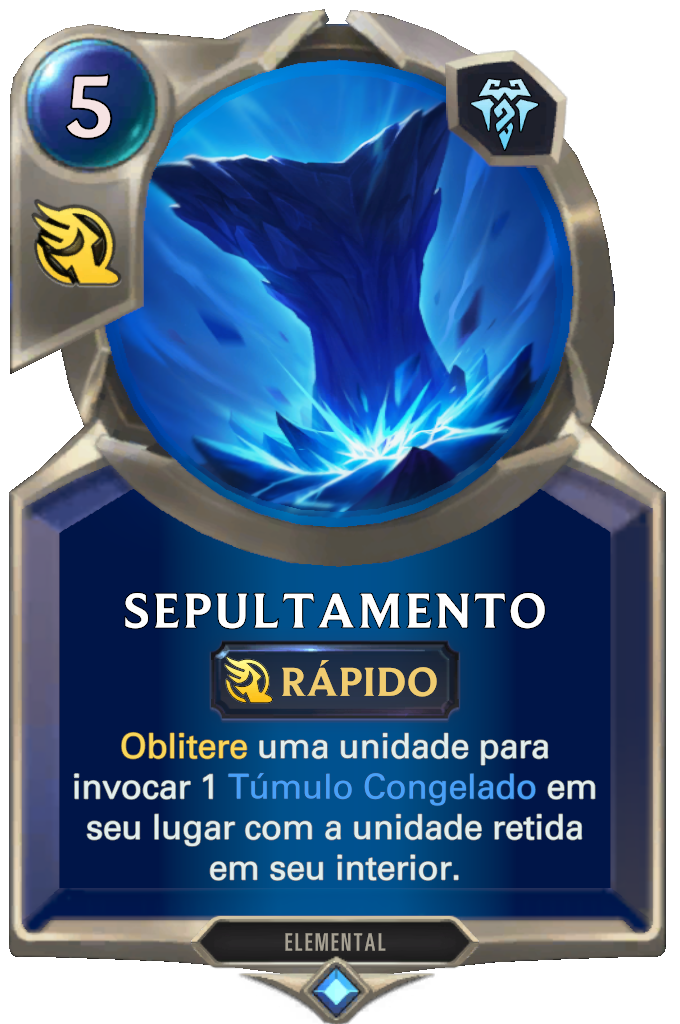 5
SEPULTAMENTO
RÁPIDO
Oblitere uma unidade para
invocar 1 Túmulo Congelado em
seu lugar com a unidade retida
em seu interior.
ELEMENTAL